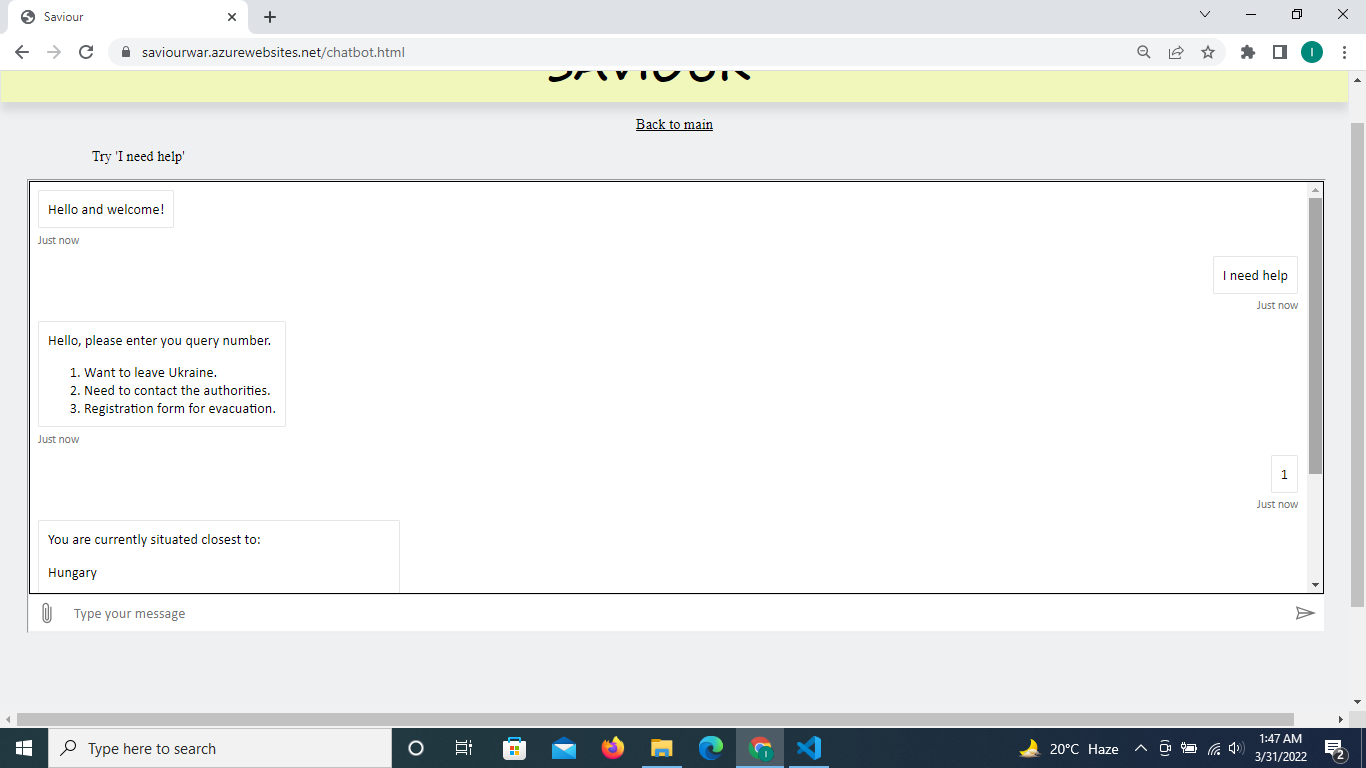 Saviour
saviourwar.azurewebsites.net/chatbot.html
I
SAVIOUR
Back to main
Try 'I need help'
Hello and welcome!
Just now
I need help
Just now
Hello, please enter you query number.
1. Want to leave Ukraine.
2. Need to contact the authorities.
3. Registration form for evacuation.
Just now
1
Just now
You are currently situated closest to:
Hungary
Type your message
Type here to search
I
20°C Haze
1:47 AM
3/31/2022
2